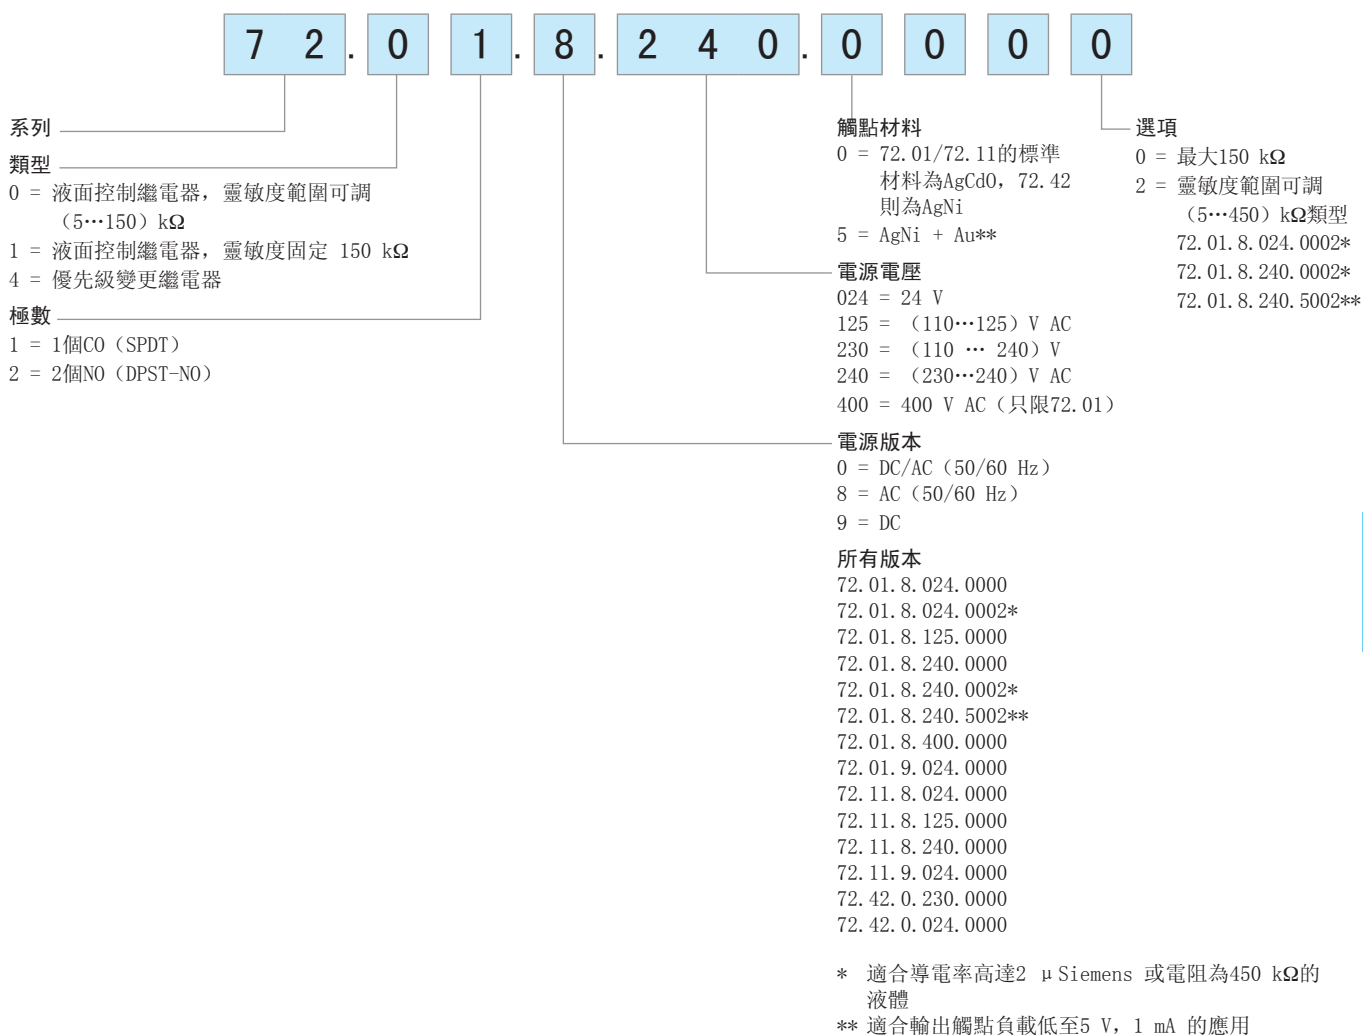 72.01.8.240.0000
系列
類型
0 = 液面控制繼電器，靈敏度範圍可調
（5…150）kΩ
1 = 液面控制繼電器，靈敏度固定 150 kΩ
4 = 優先級變更繼電器
極數
1 = 1個CO（SPDT）
2 = 2個NO（DPST-NO）
觸點材料
0 = 72.01/72.11的標準
材料為AgCdO，72.42
則為AgNi
5 = AgNi + Au**
電源電壓
024 = 24 V
125 = （110…125）V AC
230 = （110 … 240）V
240 = （230…240）V AC
400 = 400 V AC（只限72.01）
電源版本
0 = DC/AC（50/60 Hz）
8 = AC（50/60 Hz）
9 = DC
所有版本
72.01.8.024.0000
72.01.8.024.0002*
72.01.8.125.0000
72.01.8.240.0000
72.01.8.240.0002*
72.01.8.240.5002**
72.01.8.400.0000
72.01.9.024.0000
72.11.8.024.0000
72.11.8.125.0000
72.11.8.240.0000
72.11.9.024.0000
72.42.0.230.0000
72.42.0.024.0000
* 適合導電率高達2 μSiemens 或電阻為450 kΩ的
液體
** 適合輸出觸點負載低至5 V，1 mA 的應用
選項
0 = 最大150 kΩ
2 = 靈敏度範圍可調
（5…450）kΩ類型
72.01.8.024.0002*
72.01.8.240.0002*
72.01.8.240.5002**